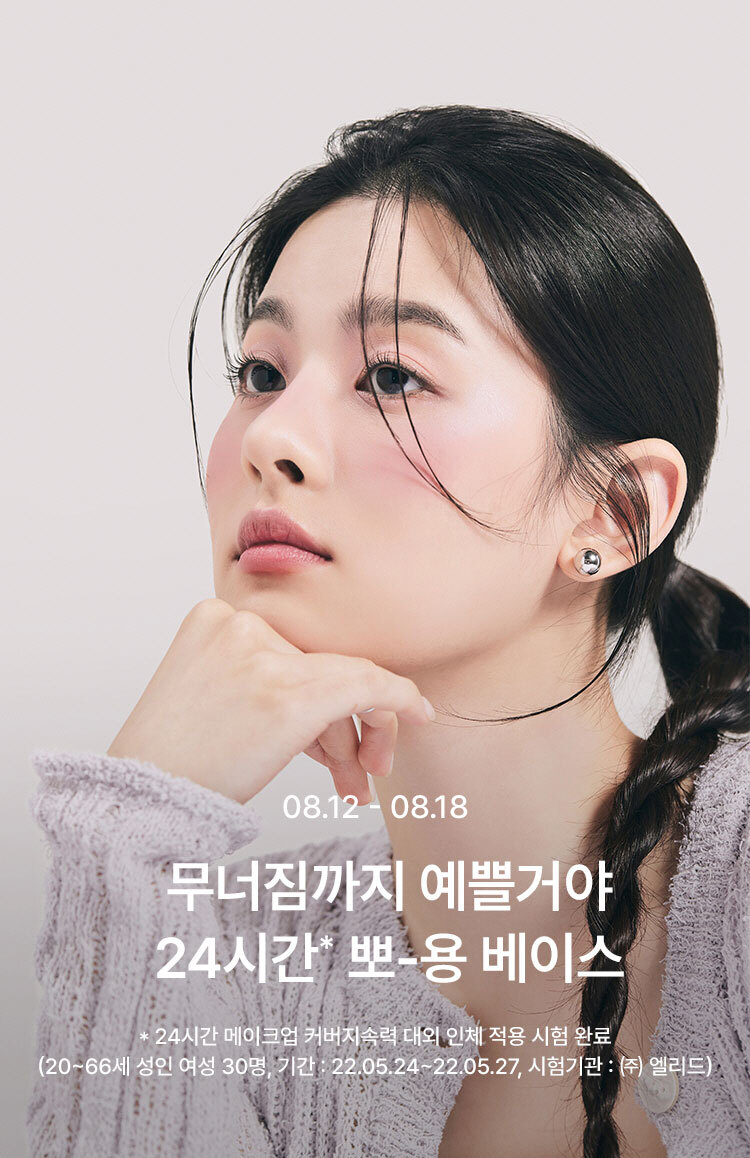 08.12 - 08.18
무너짐까지 예쁠거야
24시간* 뽀-용 베이스
* 24시간 메이크업 커버지속력 대외 인체 적용 시험 완료
(20~66세 성인 여성 30명, 기간 : 22.05.24~22.05.27, 시험기관 : ㈜ 엘리드)